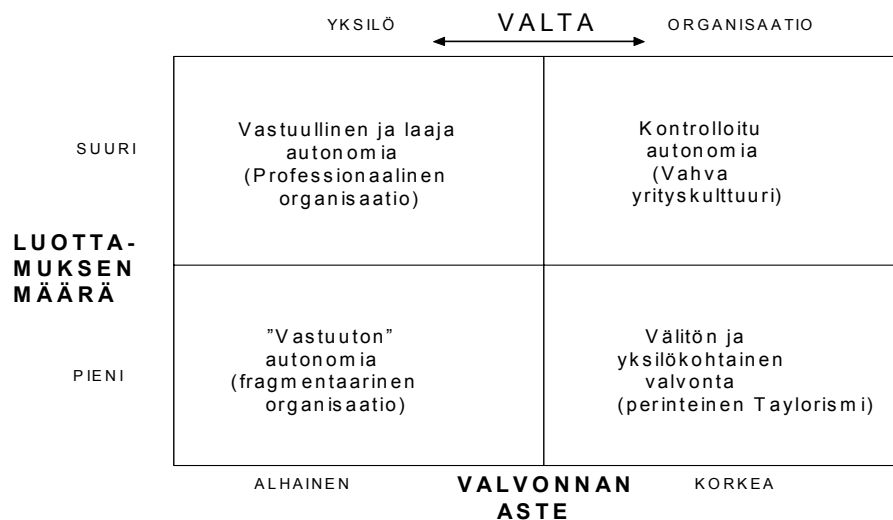 YKSILÖ
VALTA
ORGANISAATIO
SUURI
Vastuullinen ja laaja
autonomia
(Professionaalinen
organisaatio)
Kontrolloitu
autonomia
(Vahva
yrityskulttuuri)
LUOTTA-
MUKSEN
MÄÄRÄ
PIENI
”Vastuuton”
autonomia
(fragmentaarinen
organisaatio)
Välitön ja
yksilökohtainen
valvonta
(perinteinen Taylorismi)
ALHAINEN
VALVONNAN
ASTE
KORKEA